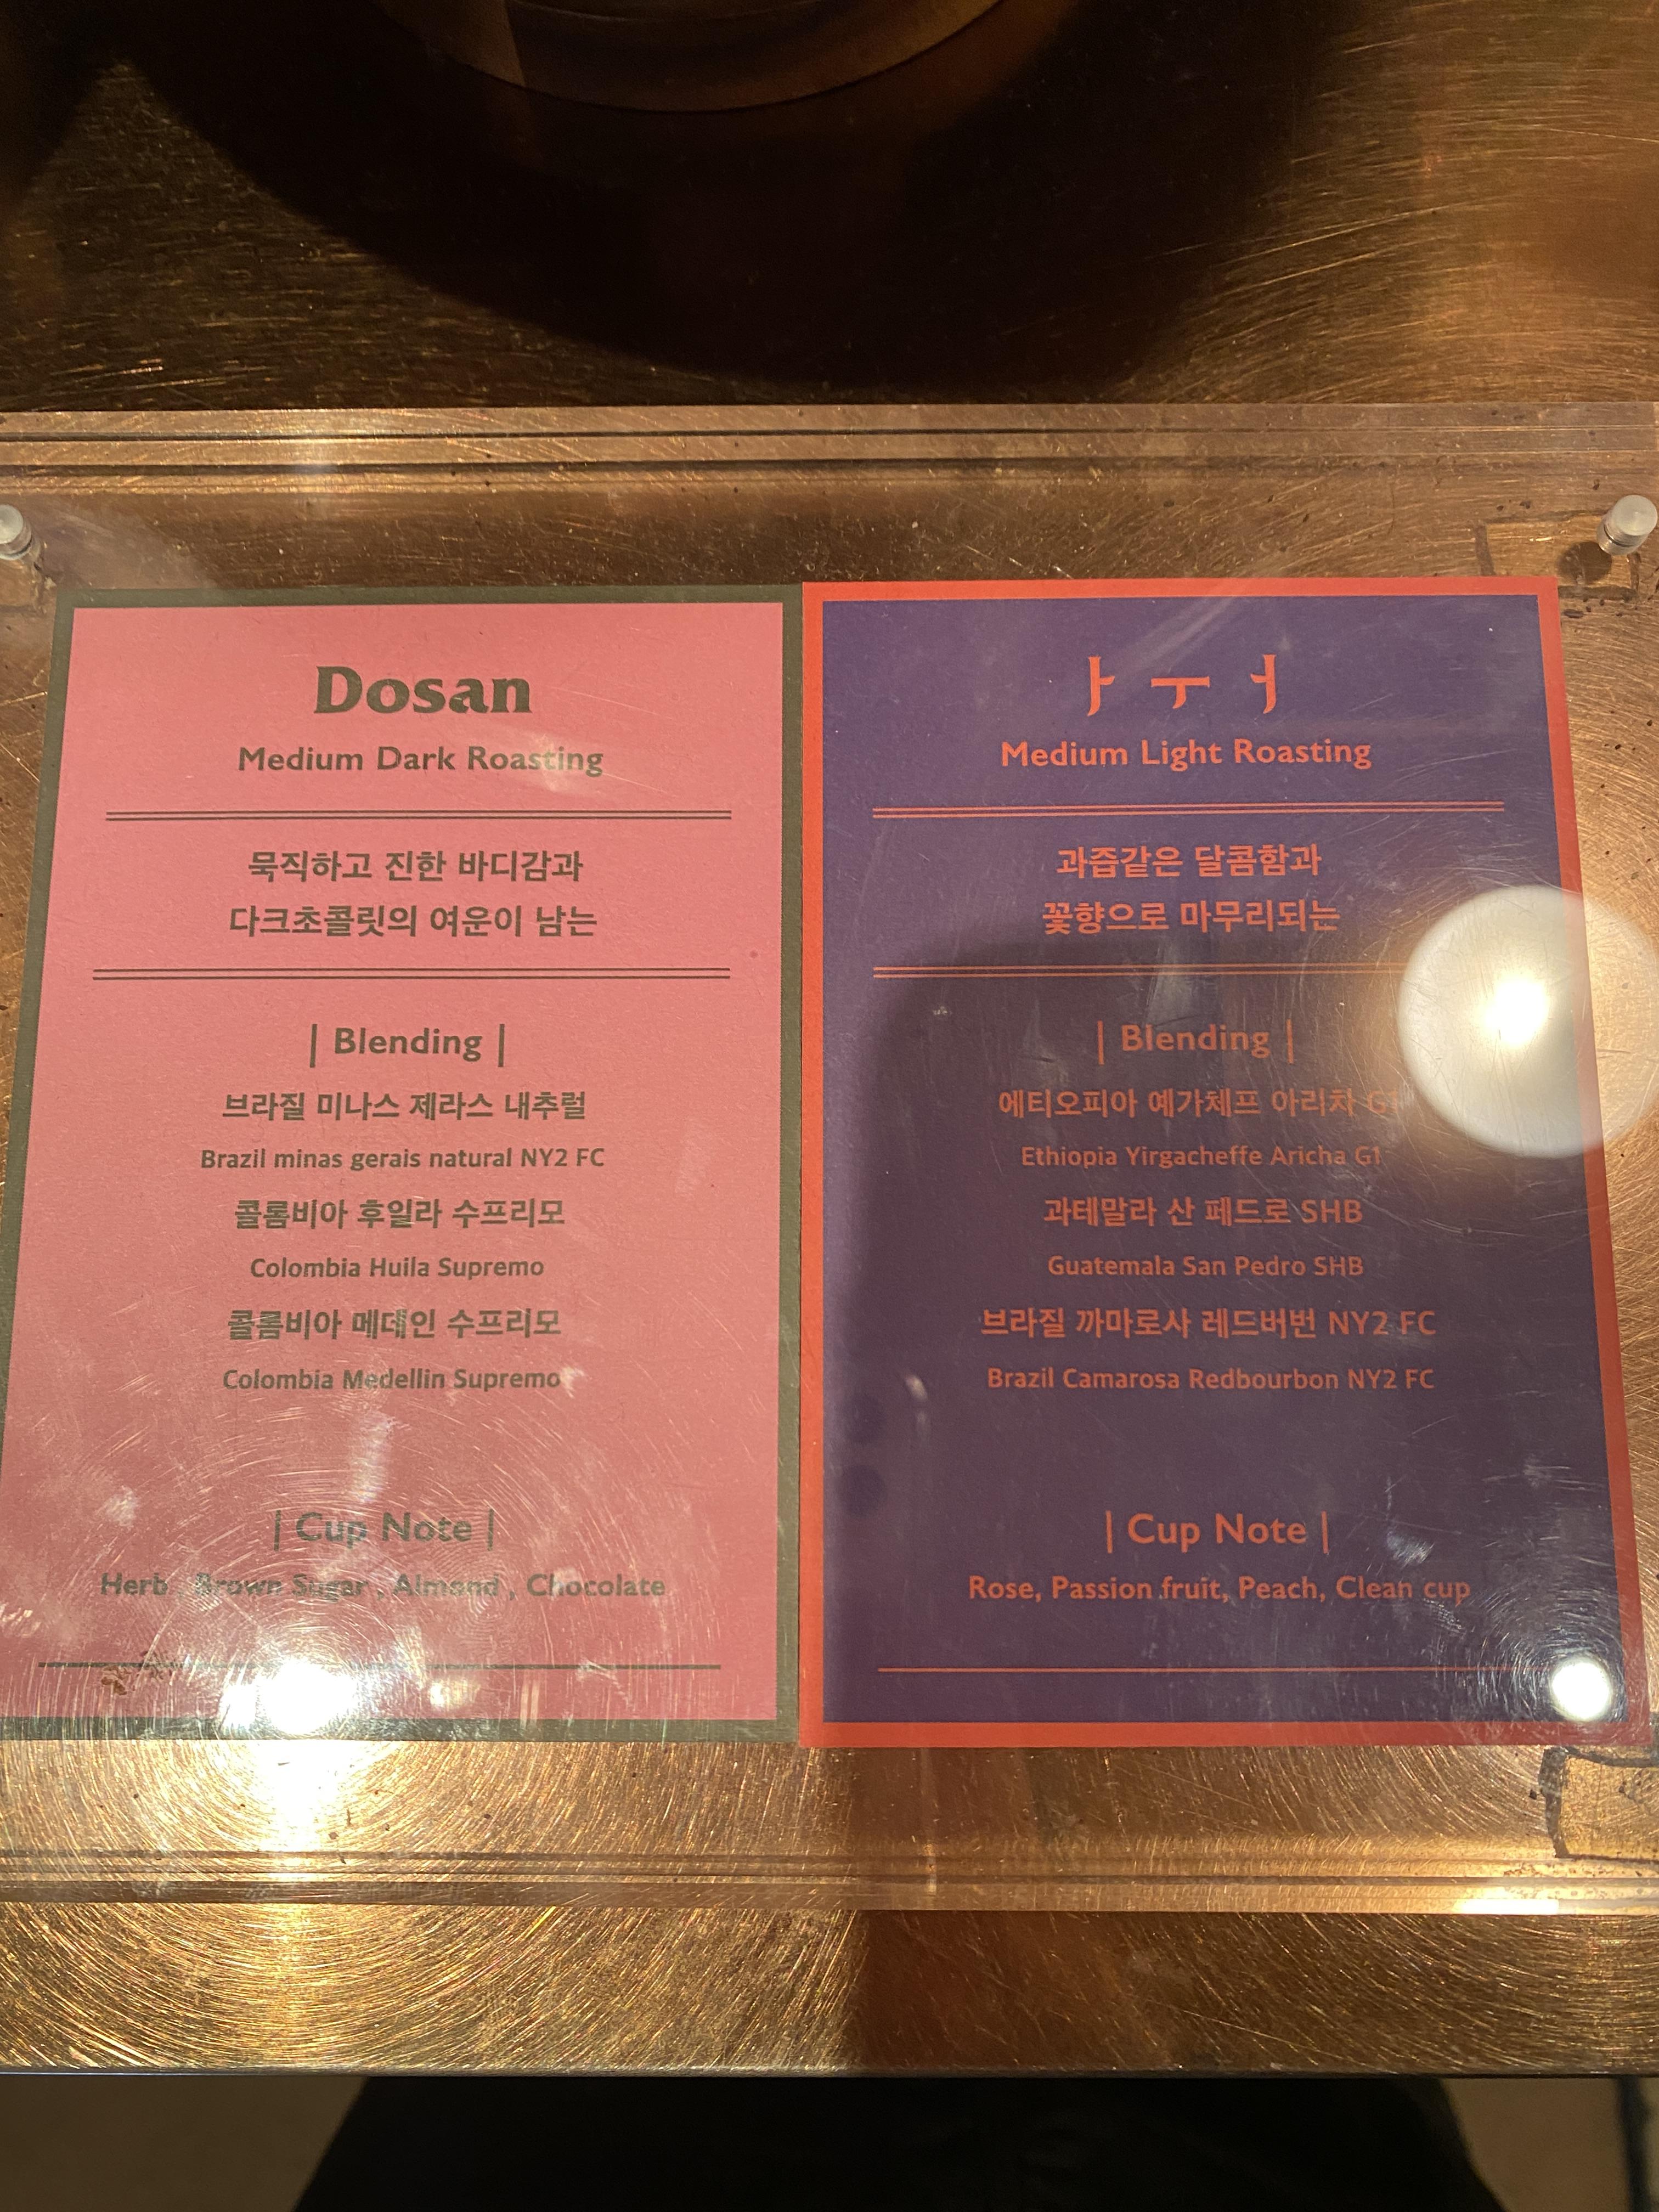 Dosan
Medium Dark Roasting
묵직하고 진한 바디감과
다크초콜릿의 여운이 남는
| Blending |
브라질 미나스 제라스 내추럴
Brazil minas gerais natural NY2 FC
콜롬비아 후일라 수프리모
Colombia Huila Supremo
콜롬비아 메데인 수프리모
Colombia Medellin Supremo
| Cup Note |
Herb , Brown Sugar , Almond , Chocolate
ㅏ ㅜ ㅓ
Medium Light Roasting
과즙같은 달콤함과
꽃향으로 마무리되는
| Blending |
에티오피아 예가체프 아리차 G1
Ethiopia Yirgacheffe Aricha G1
과테말라 산 페드로 SHB
Guatemala San Pedro SHB
브라질 까마로사 레드버번 NY2 FC
Brazil Camarosa Redbourbon NY2 FC
| Cup Note |
Rose, Passion fruit, Peach, Clean cup